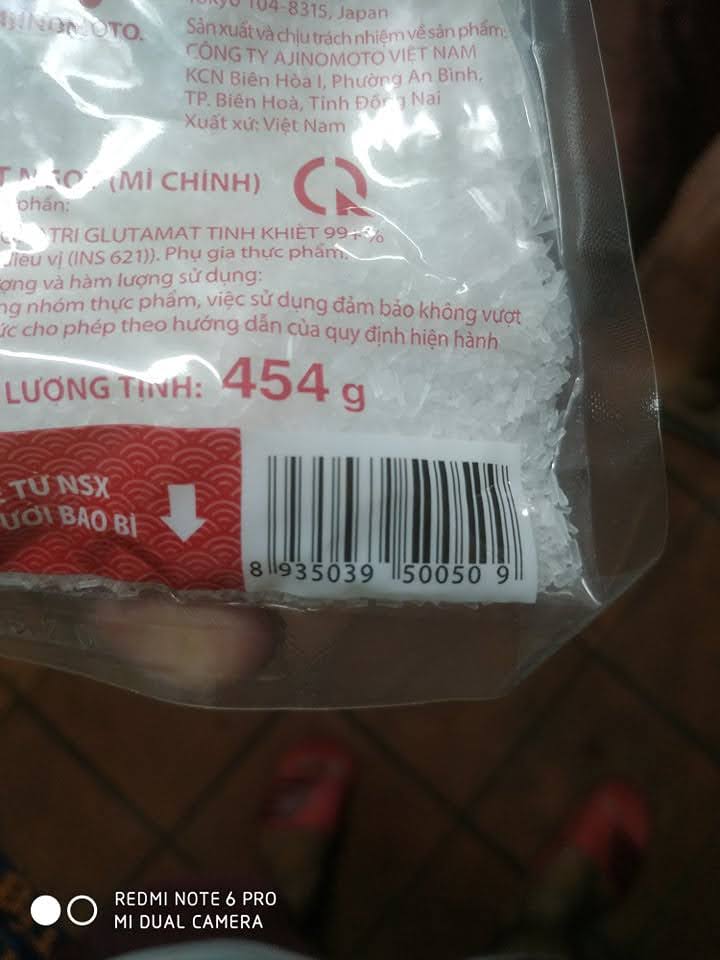 Tokyo 104-8315, Japan
AJINOMOTO.
Sản xuất và chịu trách nhiệm về sản phẩm:
CÔNG TY AJINOMOTO VIỆT NAM
KCN Biên Hòa I, Phường An Bình,
TP. Biên Hoà, Tỉnh Đồng Nai
Xuất xứ: Việt Nam
(MÌ CHÍNH)
phần:
TRI GLUTAMAT TINH KHIẾT 99+%
điều vị (INS 621)). Phụ gia thực phẩm.
ợng và hàm lượng sử dụng:
ng nhóm thực phẩm, việc sử dụng đảm bảo không vượt
ức cho phép theo hướng dẫn của quy định hiện hành
LƯỢNG TỊNH: 454 g
TỪ NSX
ƯỚI BAO BÌ
8 935039 50050 9
REDMI NOTE 6 PRO
MI DUAL CAMERA